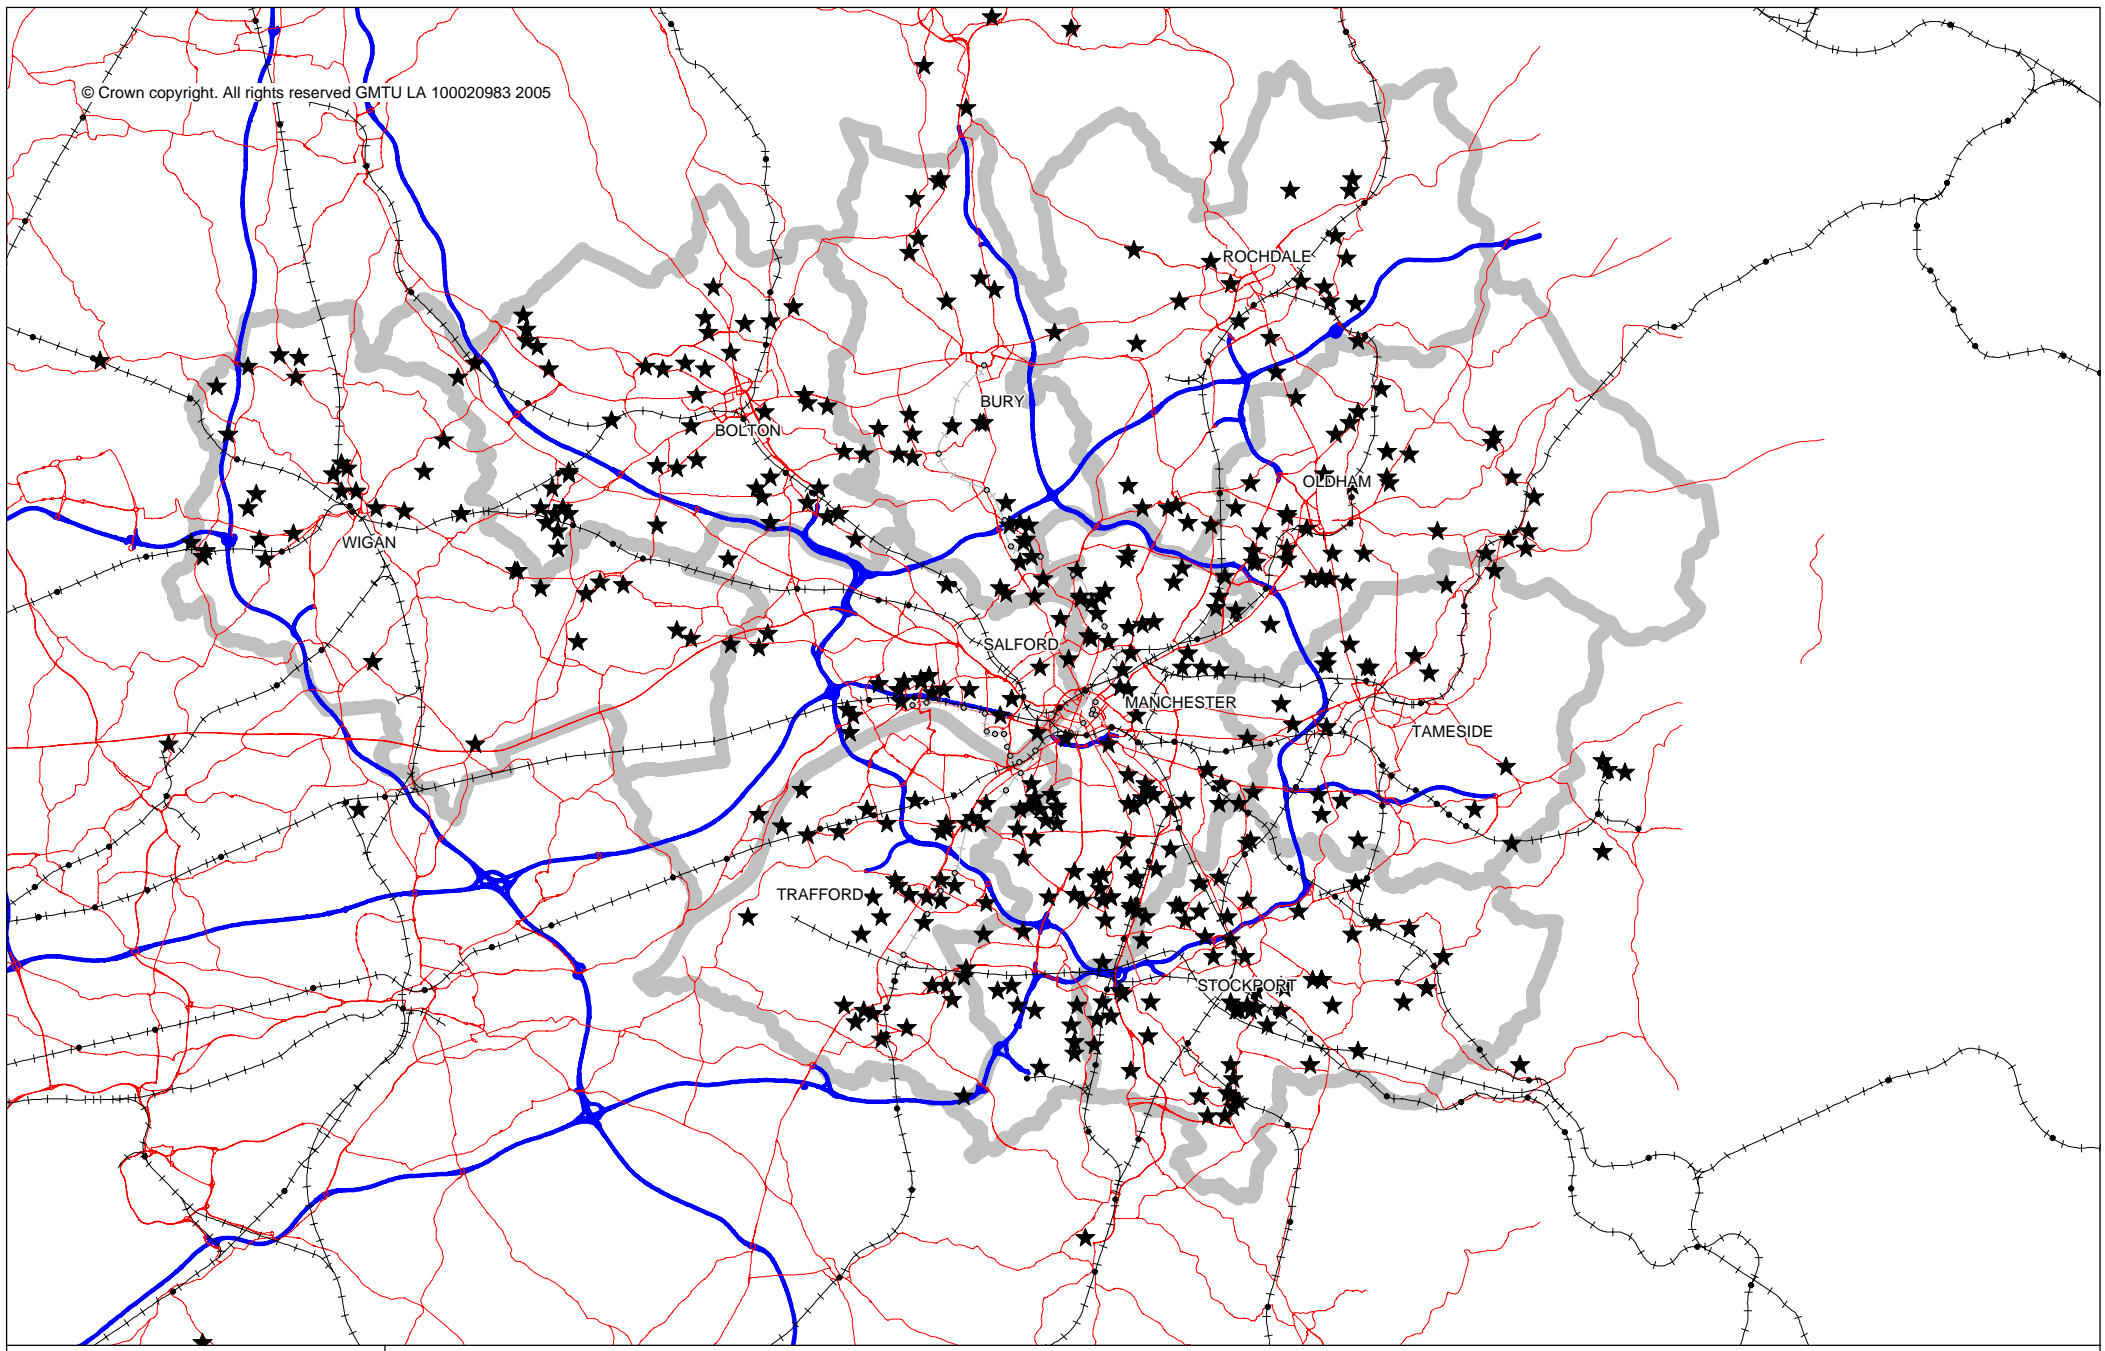 © Crown copyright. All rights reserved GMTU LA 100020983 2005
ROCHDALE
BURY
BOLTON
OLDHAM
WIGAN
SALFORD
MANCHESTER
TAMESIDE
TRAFFORD
STOCKPORT